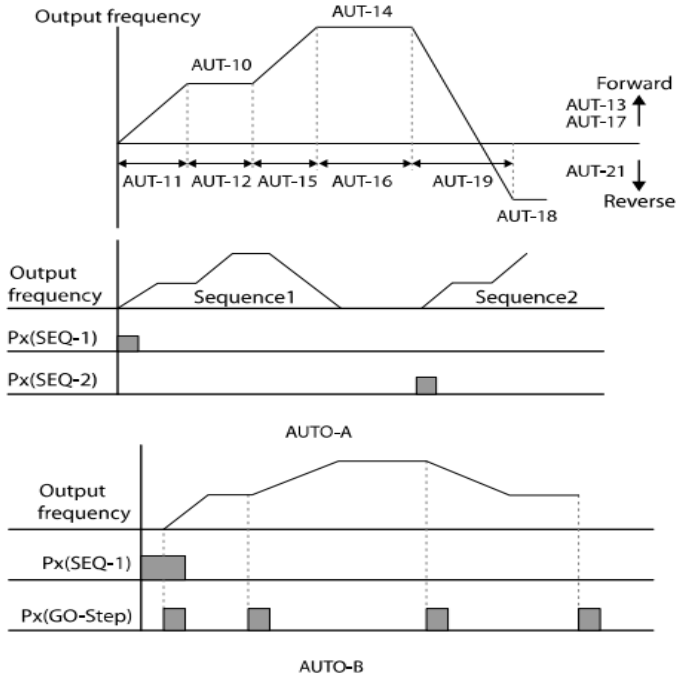 Output frequency
AUT-14
AUT-10
Forward
AUT-13
AUT-17
AUT-11
AUT-12
AUT-15
AUT-16
AUT-19
AUT-21
Reverse
AUT-18
Output
frequency
Sequence1
Sequence2
Px(SEQ-1)
Px(SEQ-2)
AUTO-A
Output
frequency
Px(SEQ-1)
Px(GO-Step)
AUTO-B